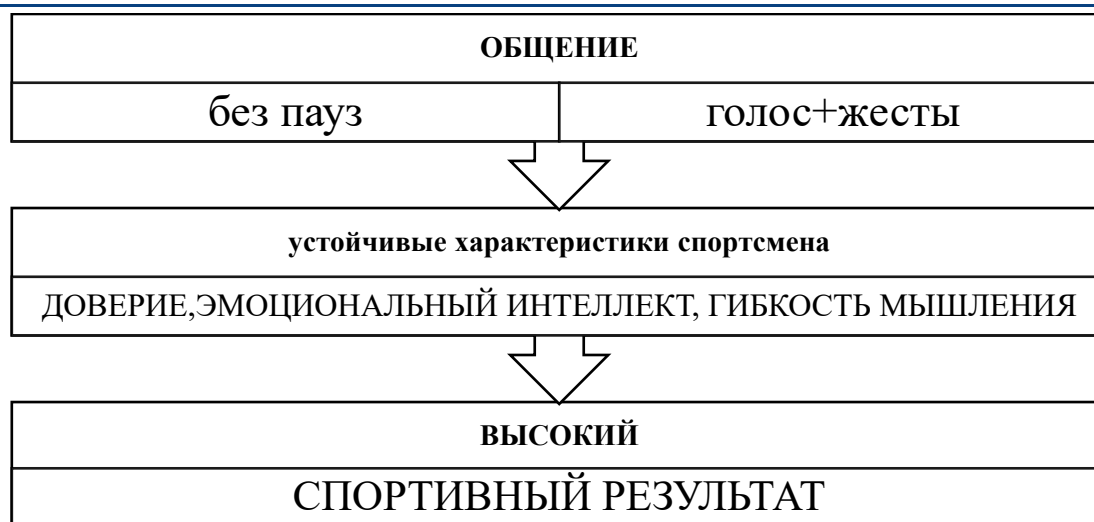 ОБЩЕНИЕ
без пауз
голос+жесты
устойчивые характеристики спортсмена
ДОВЕРИЕ,ЭМОЦИОНАЛЬНЫЙ ИНТЕЛЛЕКТ, ГИБКОСТЬ МЫШЛЕНИЯ
ВЫСОКИЙ
СПОРТИВНЫЙ РЕЗУЛЬТАТ